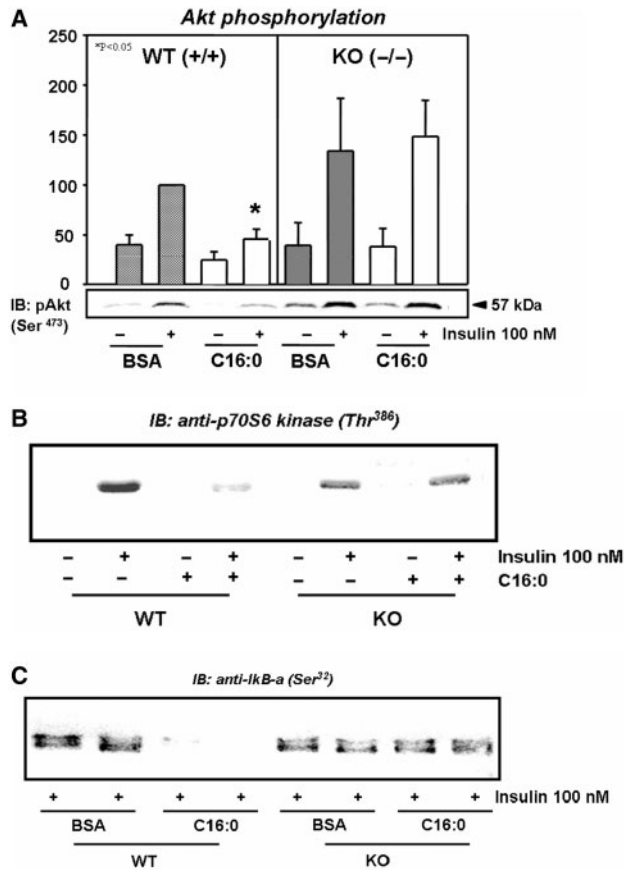 A
Akt phosphorylation
250
200
150
100
50
0
*P<0.05
WT (+/+)
KO (–/–)
*
IB: pAkt
(Ser 473)
57 kDa
– + – + – + – + Insulin 100 nM
BSA C16:0 BSA C16:0
B
IB: anti-p70S6 kinase (Thr386)
– + – + – + – + Insulin 100 nM
– – + + – – + + C16:0
WT KO
C
IB: anti-IkB-a (Ser32)
+ + + + + + + + Insulin 100 nM
BSA C16:0 BSA C16:0
WT KO